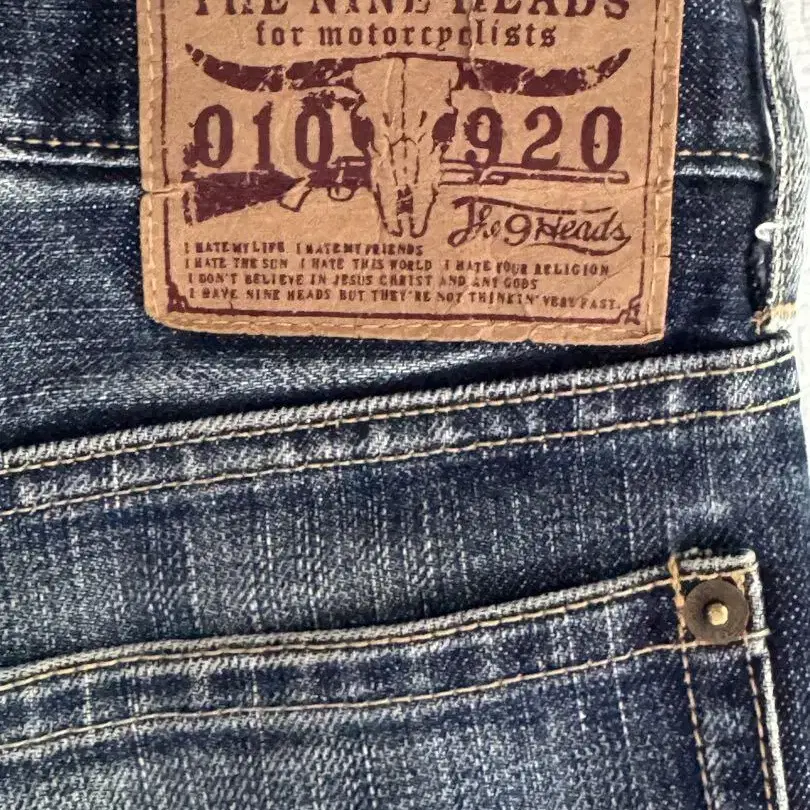 THE NINE HEADS
for motorcyclists
010 920
The 9 Heads
I HATE MY LIFE I HATE MY FRIENDS
I HATE THE SUN I HATE THIS WORLD I HATE YOUR RELIGION
I DON'T BELIEVE IN JESUS CHRIST AND ANY GODS
I HAVE NINE HEADS BUT THEY'RE NOT THINKIN' VERY FAST.